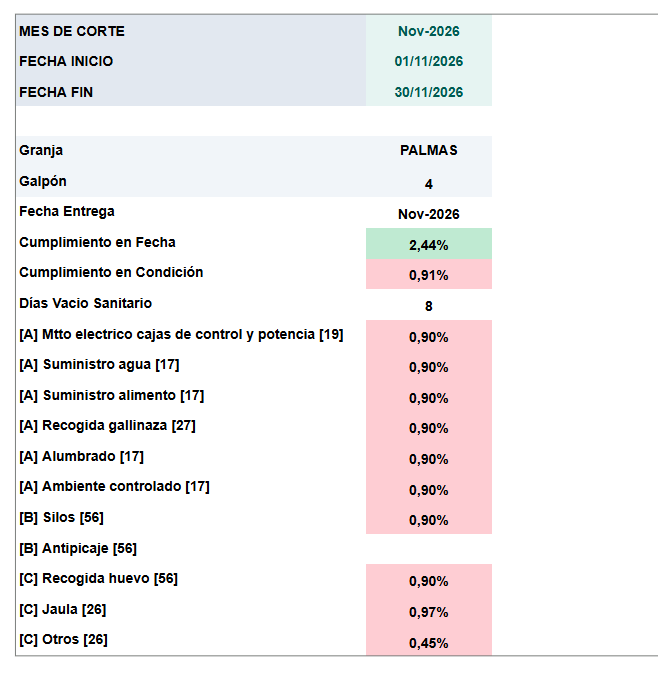 MES DE CORTE Nov-2026
FECHA INICIO 01/11/2026
FECHA FIN 30/11/2026
Granja PALMAS
Galpón 4
Fecha Entrega Nov-2026
Cumplimiento en Fecha 2,44%
Cumplimiento en Condición 0,91%
Días Vacio Sanitario 8
[A] Mtto electrico cajas de control y potencia [19] 0,90%
[A] Suministro agua [17] 0,90%
[A] Suministro alimento [17] 0,90%
[A] Recogida gallinaza [27] 0,90%
[A] Alumbrado [17] 0,90%
[A] Ambiente controlado [17] 0,90%
[B] Silos [56] 0,90%
[B] Antipicaje [56]
[C] Recogida huevo [56] 0,90%
[C] Jaula [26] 0,97%
[C] Otros [26] 0,45%